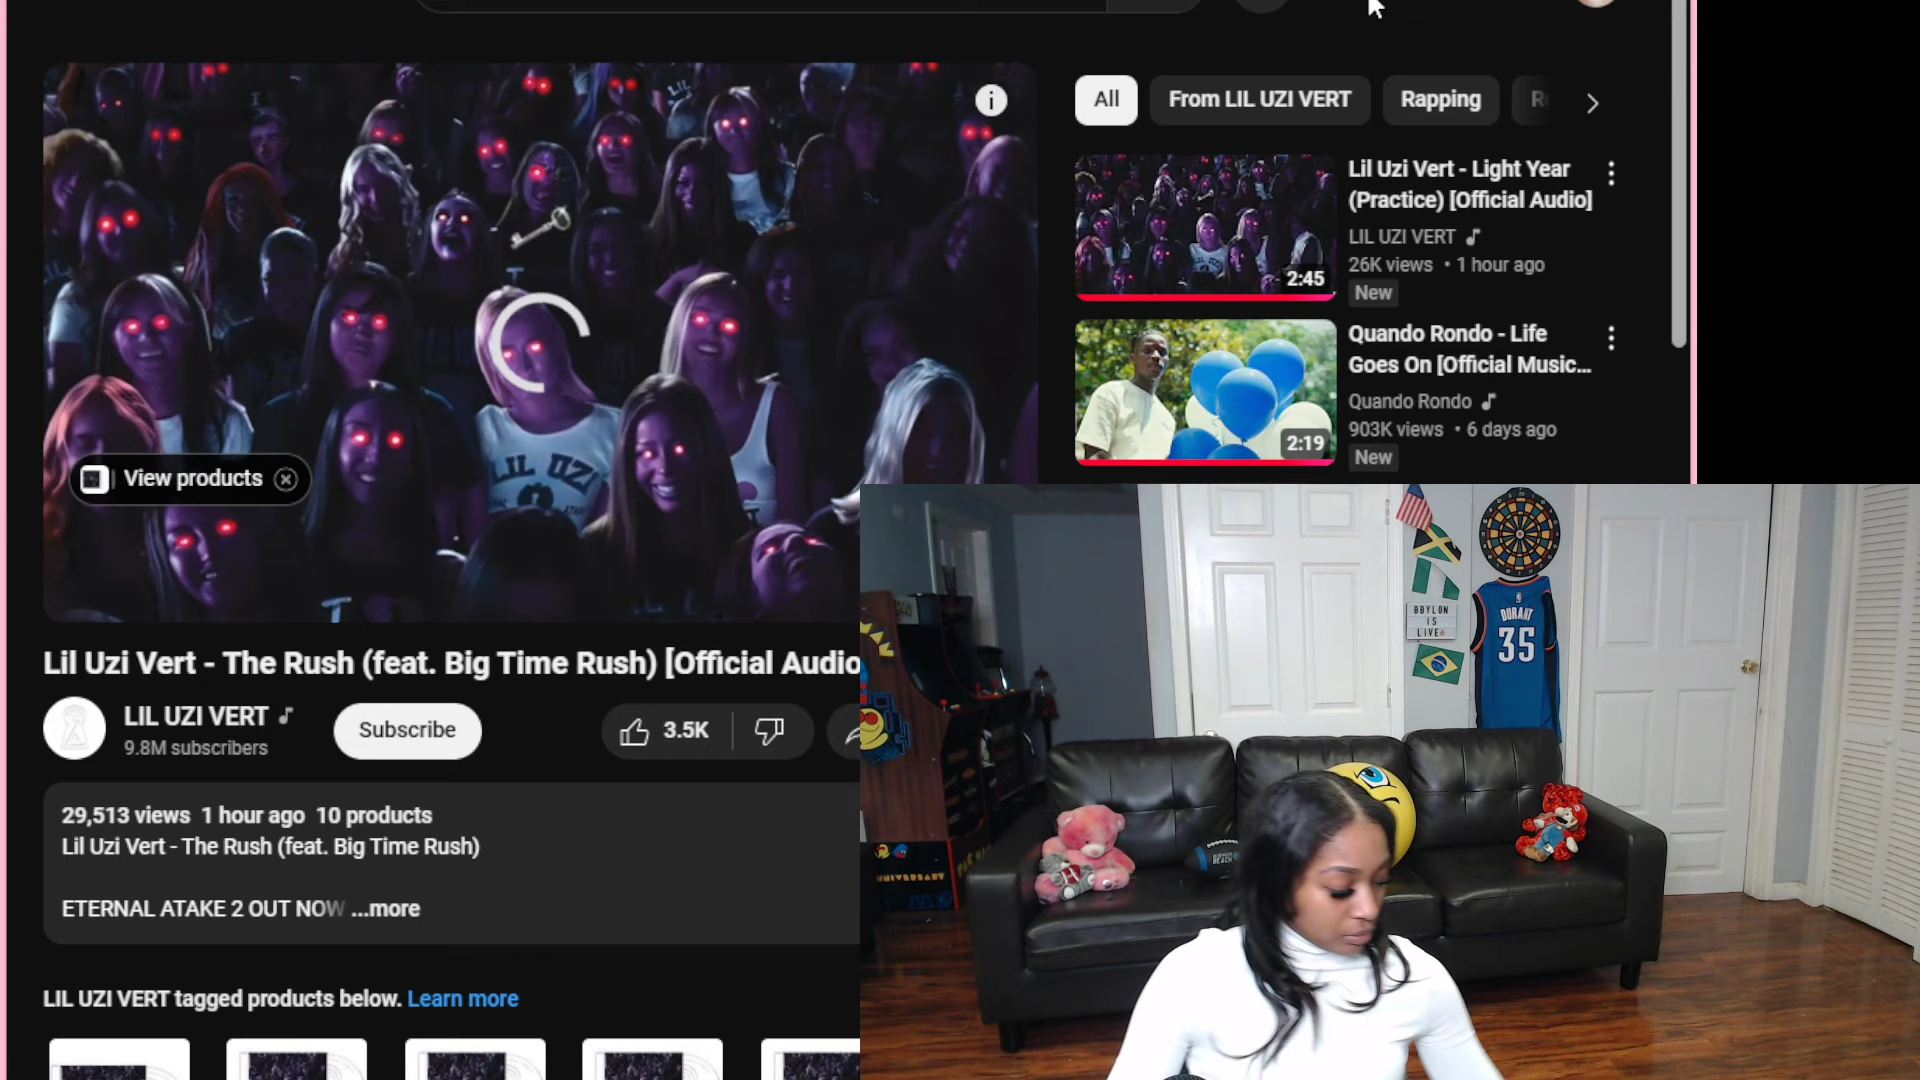 All
From LIL UZI VERT
Rapping
Lil Uzi Vert - Light Year
(Practice) [Official Audio]
LIL UZI VERT
26K views • 1 hour ago
New
2:45
Quando Rondo - Life
Goes On [Official Music...
Quando Rondo
903K views • 6 days ago
New
2:19
LIL UZI
View products
Lil Uzi Vert - The Rush (feat. Big Time Rush) [Official Audio
LIL UZI VERT
9.8M subscribers
Subscribe
3.5K
29,513 views 1 hour ago 10 products
Lil Uzi Vert - The Rush (feat. Big Time Rush)
ETERNAL ATAKE 2 OUT NOW ...more
LIL UZI VERT tagged products below. Learn more
BBYLON
IS
LIVE
DURANT
35